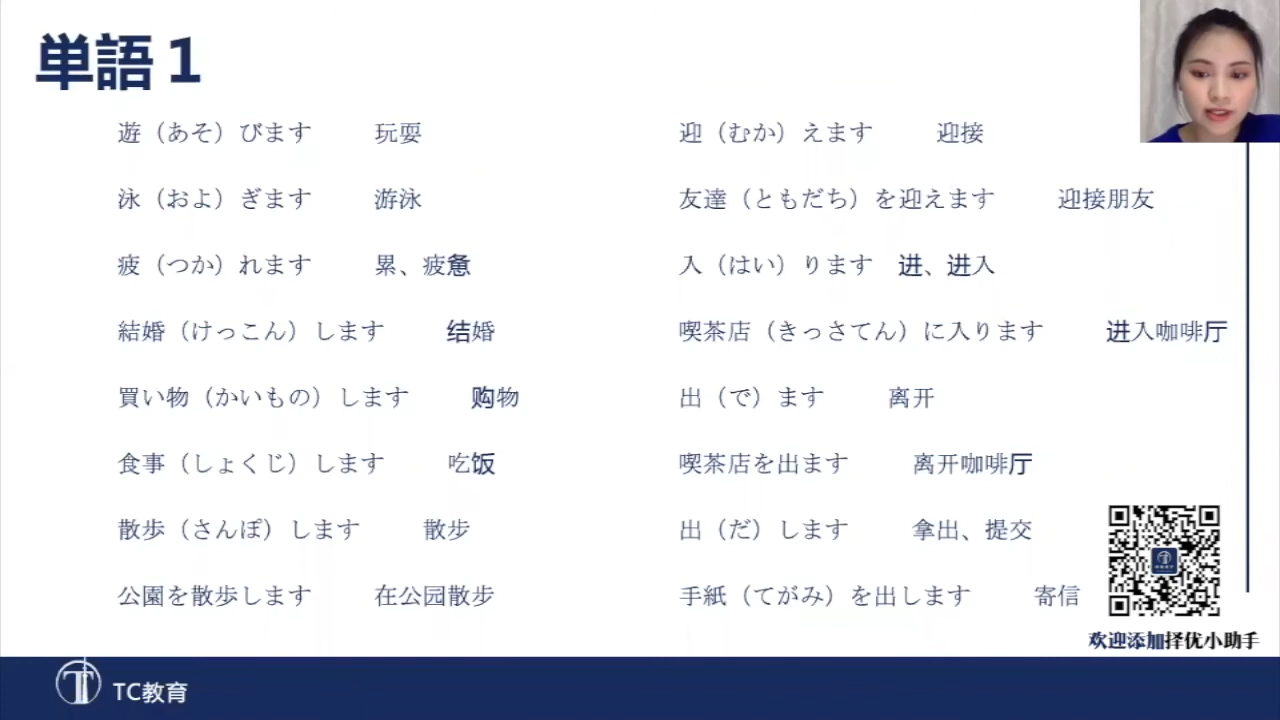 単語1
遊（あそ）びます 玩耍
泳（およ）ぎます 游泳
疲（つか）れます 累、疲惫
結婚（けっこん）します 结婚
買い物（かいもの）します 购物
食事（しょくじ）します 吃饭
散歩（さんぽ）します 散步
公園を散歩します 在公园散步
迎（むか）えます 迎接
友達（ともだち）を迎えます 迎接朋友
入（はい）ります 进、进入
喫茶店（きっさてん）に入ります 进入咖啡厅
出（で）ます 离开
喫茶店を出ます 离开咖啡厅
出（だ）します 拿出、提交
手紙（てがみ）を出します 寄信
欢迎添加择优小助手
TC教育